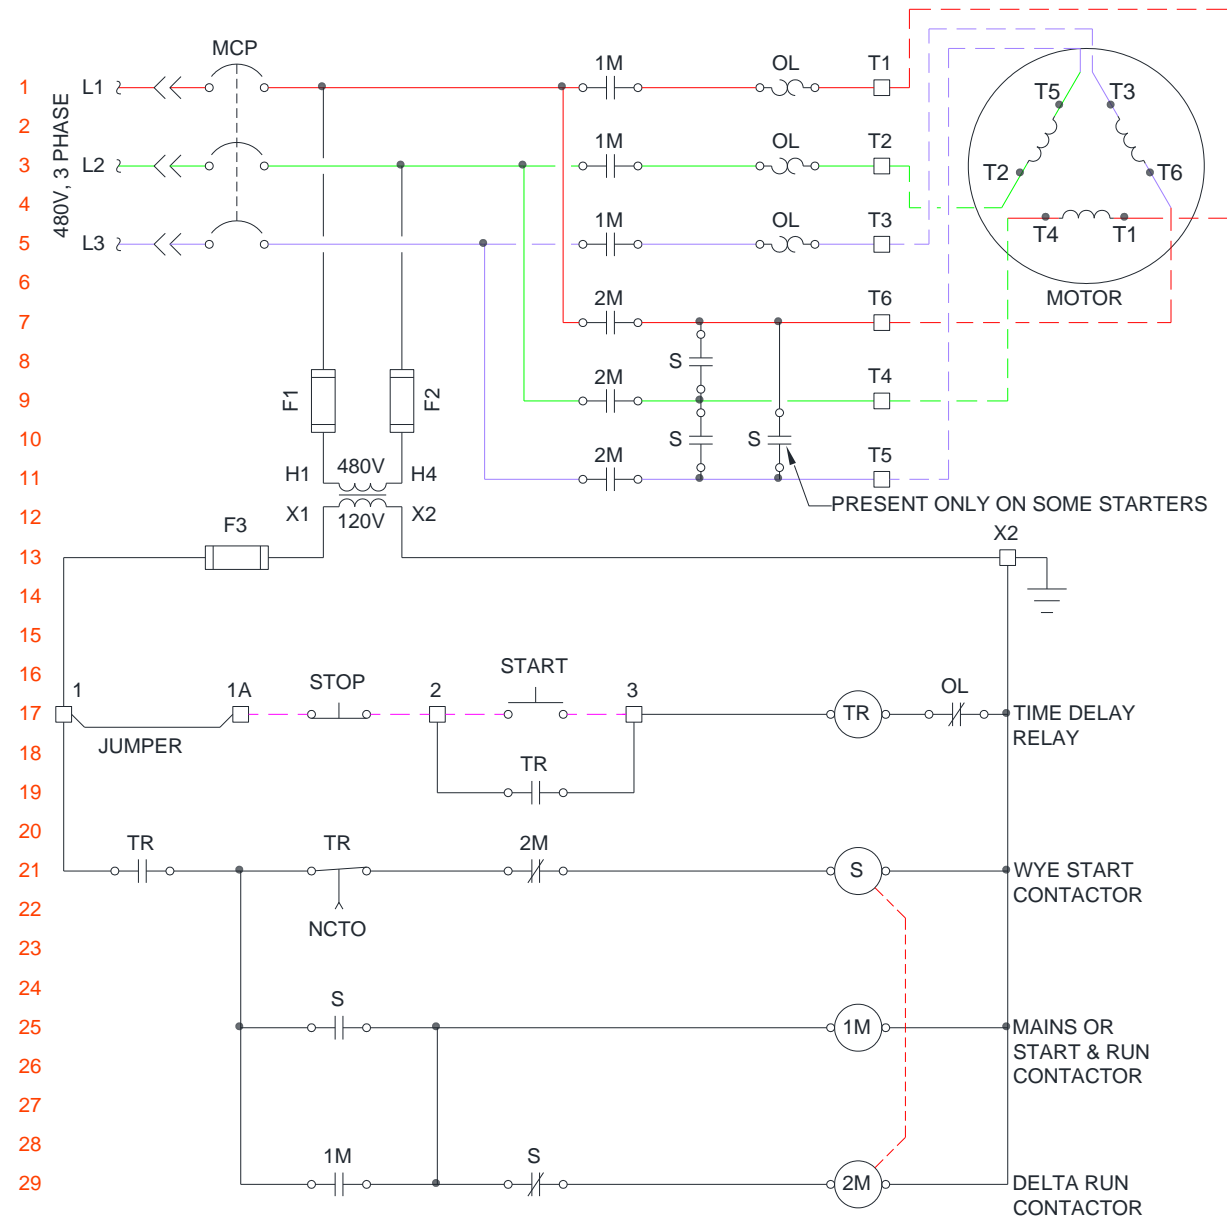 MCP
1M
OL
T1
1
L1
480V, 3 PHASE
2
T5
T3
1M
OL
T2
3
L2
T2
T6
4
1M
OL
T3
5
L3
T4
T1
6
2M
T6
MOTOR
7
8
S
2M
T4
9
F1
F2
10
S
S
2M
T5
11
H1
480V
H4
PRESENT ONLY ON SOME STARTERS
12
X1
120V
X2
F3
X2
13
14
15
16
START
1
1A
STOP
2
3
OL
17
TR
TIME DELAY
RELAY
JUMPER
18
TR
19
20
TR
TR
2M
21
S
WYE START
CONTACTOR
22
NCTO
23
24
S
25
1M
MAINS OR
START & RUN
CONTACTOR
26
27
28
1M
S
29
2M
DELTA RUN
CONTACTOR